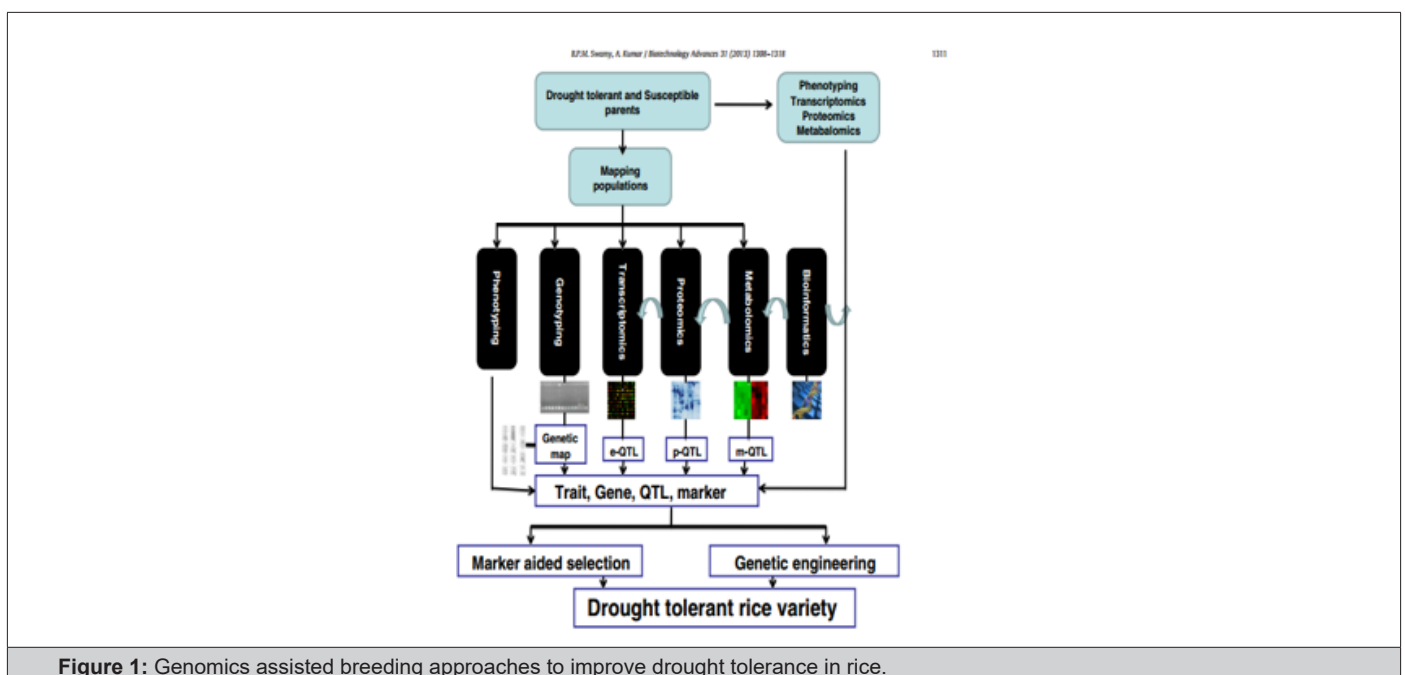 B.P.M. Swamy, A. Kumar / Biotechnology Advances 31 (2013) 1308–1318
1311
Drought tolerant and Susceptible
parents
Phenotyping
Transcriptomics
Proteomics
Metabalomics
Mapping
populations
Phenotyping
Genotyping
Transcriptomics
Proteomics
Metabolomics
Bioinformatics
Genetic
map
e-QTL
p-QTL
m-QTL
Trait, Gene, QTL, marker
Marker aided selection
Genetic engineering
Drought tolerant rice variety
Figure 1: Genomics assisted breeding approaches to improve drought tolerance in rice.